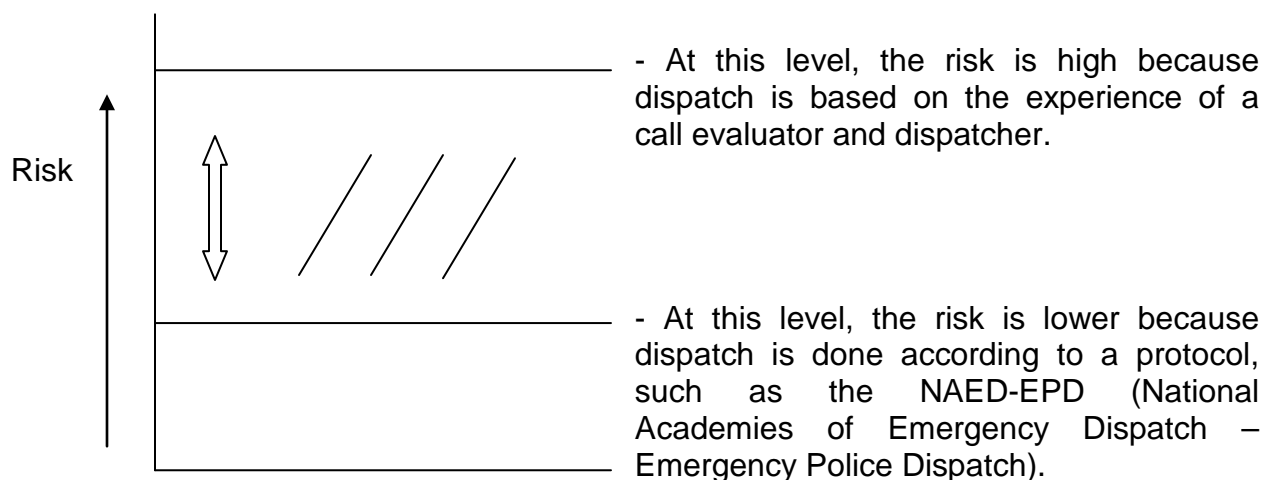 - At this level, the risk is high because
dispatch is based on the experience of a
call evaluator and dispatcher.
Risk
- At this level, the risk is lower because
dispatch is done according to a protocol,
such as the NAED-EPD (National
Academies of Emergency Dispatch –
Emergency Police Dispatch).